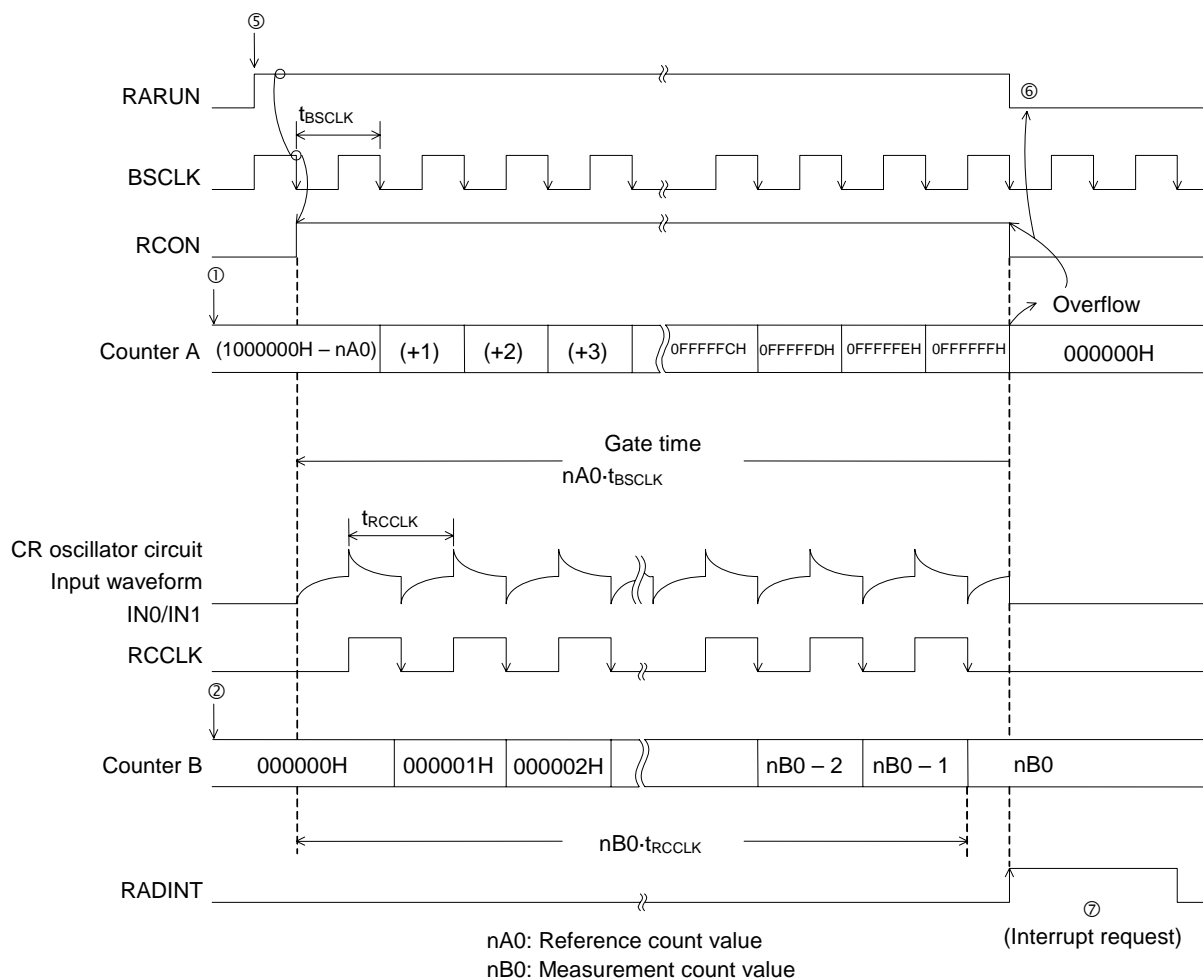 ⑤
RARUN
⑥
tBSCLK
BSCLK
RCON
①
Overflow
Counter A (1000000H – nA0) (+1) (+2) (+3) 0FFFFFCH 0FFFFFDH 0FFFFFEH 0FFFFFFH 000000H
Gate time
nA0·tBSCLK
tRCCLK
CR oscillator circuit
Input waveform
IN0/IN1
RCCLK
②
Counter B 000000H 000001H 000002H nB0 – 2 nB0 – 1 nB0
nB0·tRCCLK
RADINT
⑦
(Interrupt request)
nA0: Reference count value
nB0: Measurement count value